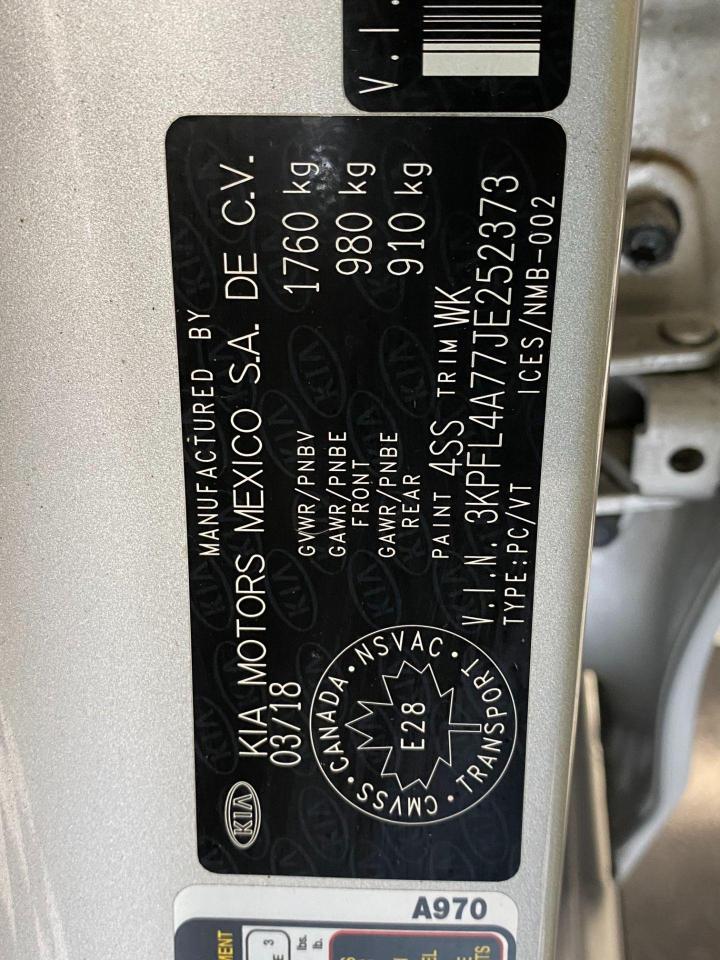 V.I.
MANUFACTURED BY
KIA MOTORS MEXICO S.A. DE C.V.
03/18
GVWR/PNBV 1760 kg
GAWR/PNBE FRONT 980 kg
GAWR/PNBE REAR 910 kg
PAINT 4SS TRIM WK
V.I.N. 3KPFL4A77JE252373
TYPE:PC/VT ICES/NMB-002
KIA
CANADA • NSVAC • TRANSPORT • CMVSS •
E28
A970
lbs.
lb.
3